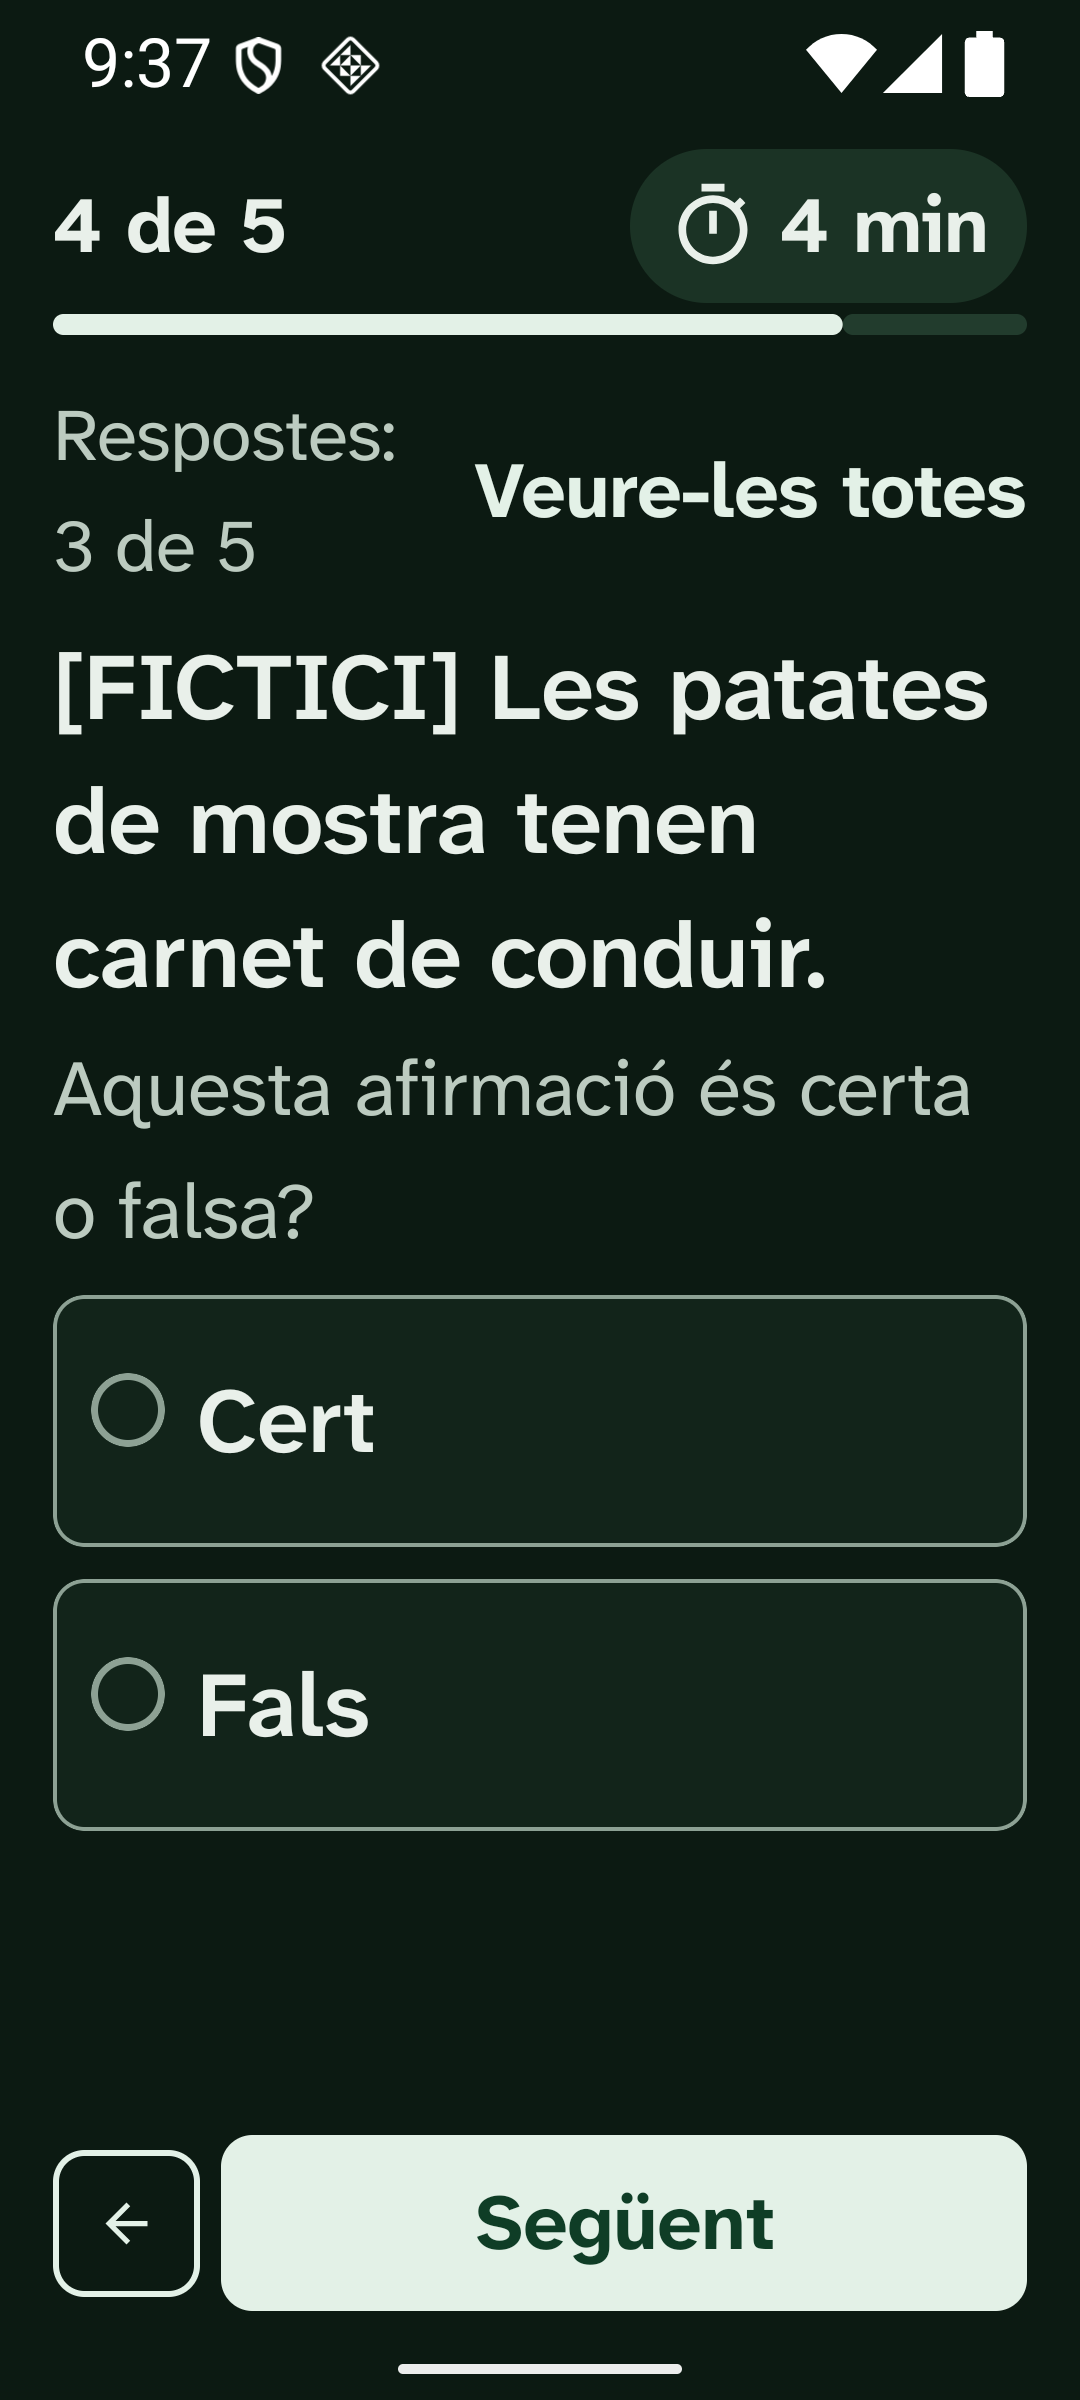 9:37
4 de 5
4 min
Respostes:
3 de 5
Veure-les totes
[FICTICI] Les patates
de mostra tenen
carnet de conduir.
Aquesta afirmació és certa
o falsa?
Cert
Fals
Següent